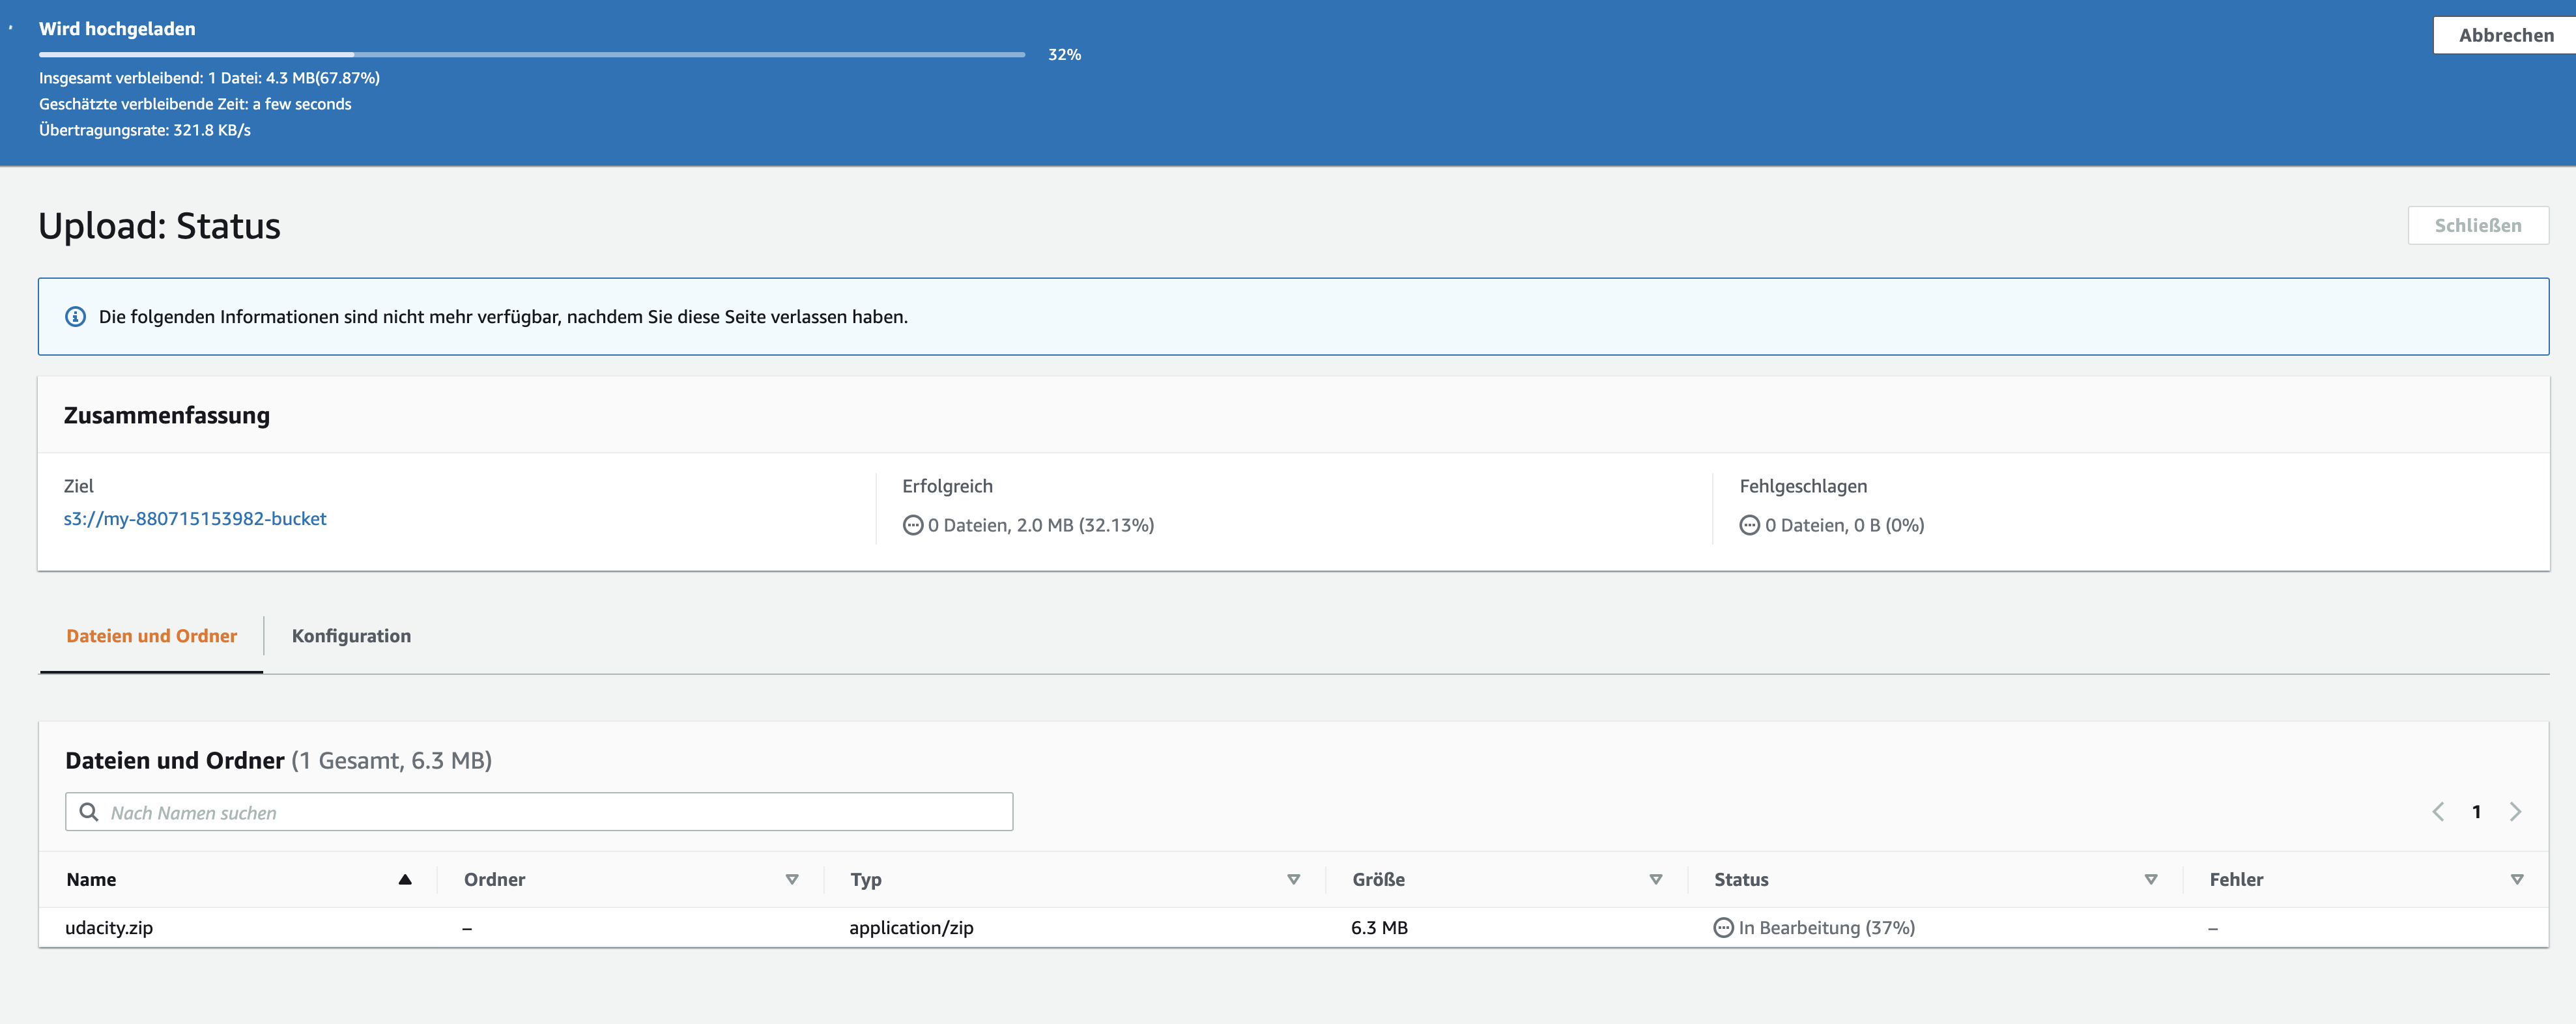 Wird hochgeladen
Abbrechen
32%
Insgesamt verbleibend: 1 Datei: 4.3 MB(67.87%)
Geschätzte verbleibende Zeit: a few seconds
Übertragungsrate: 321.8 KB/s
Upload: Status
Schließen
Die folgenden Informationen sind nicht mehr verfügbar, nachdem Sie diese Seite verlassen haben.
Zusammenfassung
Ziel
s3://my-880715153982-bucket
Erfolgreich
0 Dateien, 2.0 MB (32.13%)
Fehlgeschlagen
0 Dateien, 0 B (0%)
Dateien und Ordner
Konfiguration
Dateien und Ordner (1 Gesamt, 6.3 MB)
Nach Namen suchen
1
Name Ordner Typ Größe Status Fehler
udacity.zip – application/zip 6.3 MB In Bearbeitung (37%) –